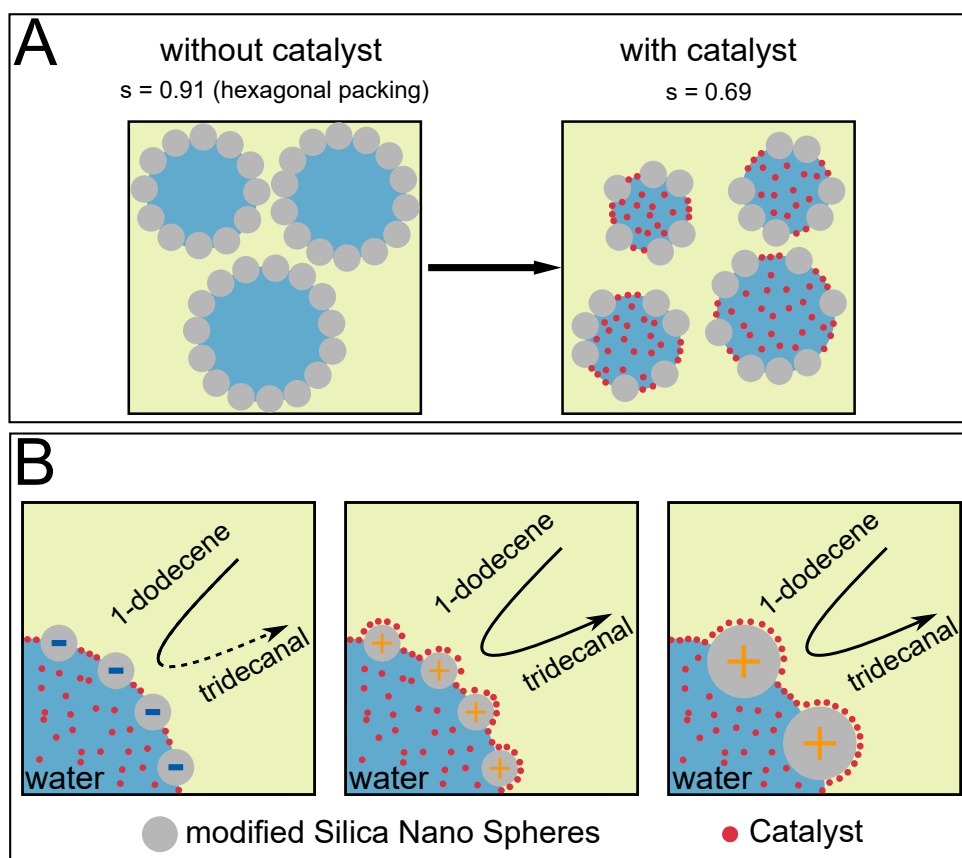 A
without catalyst
s = 0.91 (hexagonal packing)
with catalyst
s = 0.69
B
1-dodecene
tridecanal
water
-
-
-
-
1-dodecene
tridecanal
water
+
+
+
+
1-dodecene
tridecanal
water
+
+
modified Silica Nano Spheres
Catalyst